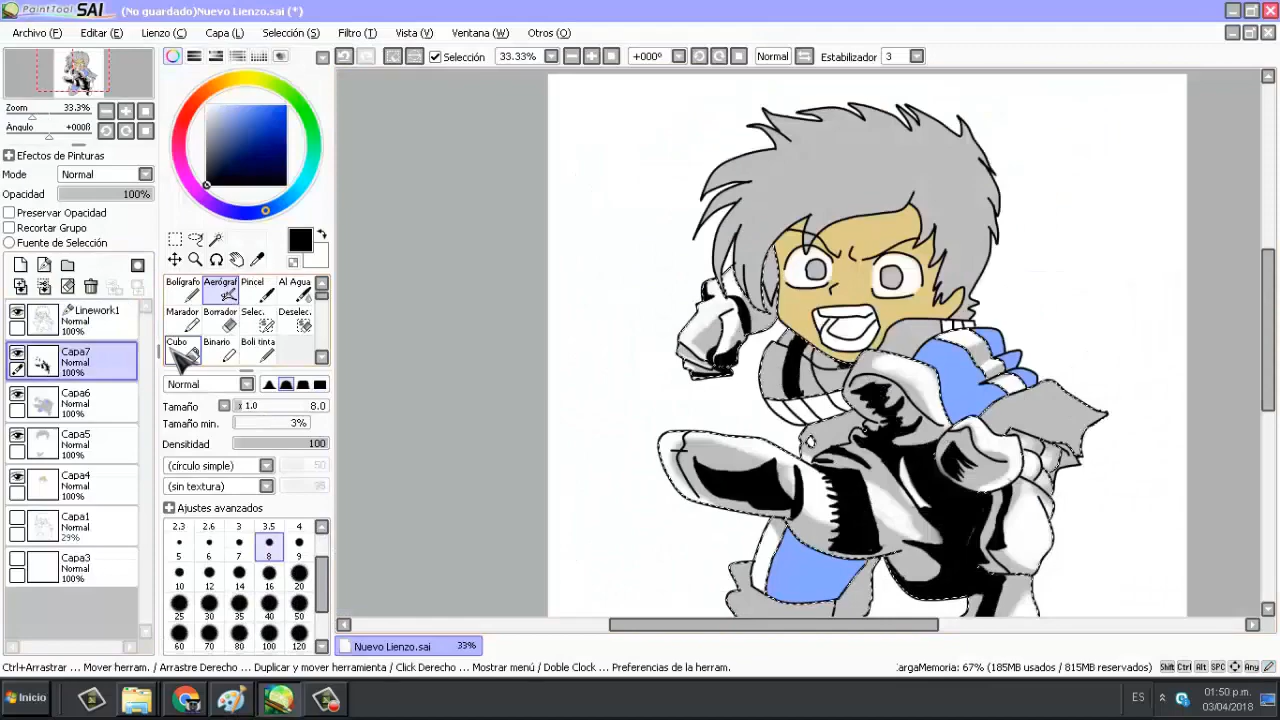 PaintTool SAI (No guardado)Nuevo Lienzo.sai (*)
Archivo (F) Editar (E) Lienzo (C) Capa (L) Selección (S) Filtro (T) Vista (V) Ventana (W) Otros (O)
Selección 33.33% +000º Normal Estabilizador 3
Zoom 33.3%
Ángulo +000ß
Efectos de Pinturas
Modo Normal
Opacidad 100%
Preservar Opacidad
Recortar Grupo
Fuente de Selección
Linework1
Normal
100%
Capa7
Normal
100%
Capa6
Normal
100%
Capa5
Normal
100%
Capa4
Normal
100%
Capa1
Normal
29%
Capa3
Normal
100%
Bolígrafo Aerógraf Pincel Al Agua
Marador Borrador Selec. Deselec.
Cubo Binario Boli tinta
Normal
Tamaño x 1.0 8.0
Tamaño min. 3%
Densitidad 100
(círculo simple) 50
(sin textura) 95
Ajustes avanzados
2.3 2.6 3 3.5 4
5 6 7 8 9
10 12 14 16 20
25 30 35 40 50
60 70 80 100 120
Nuevo Lienzo.sai 33%
Ctrl+Arrastrar ... Mover herram. / Arrastre Derecho ... Duplicar y mover herramienta / Click Derecho ... Mostrar menú / Doble Clock ... Preferencias de la herram.
argaMemoria: 67% (185MB usados / 815MB reservados)
Shift Ctrl Alt SPC Any
Inicio
ES
01:50 p.m.
03/04/2018